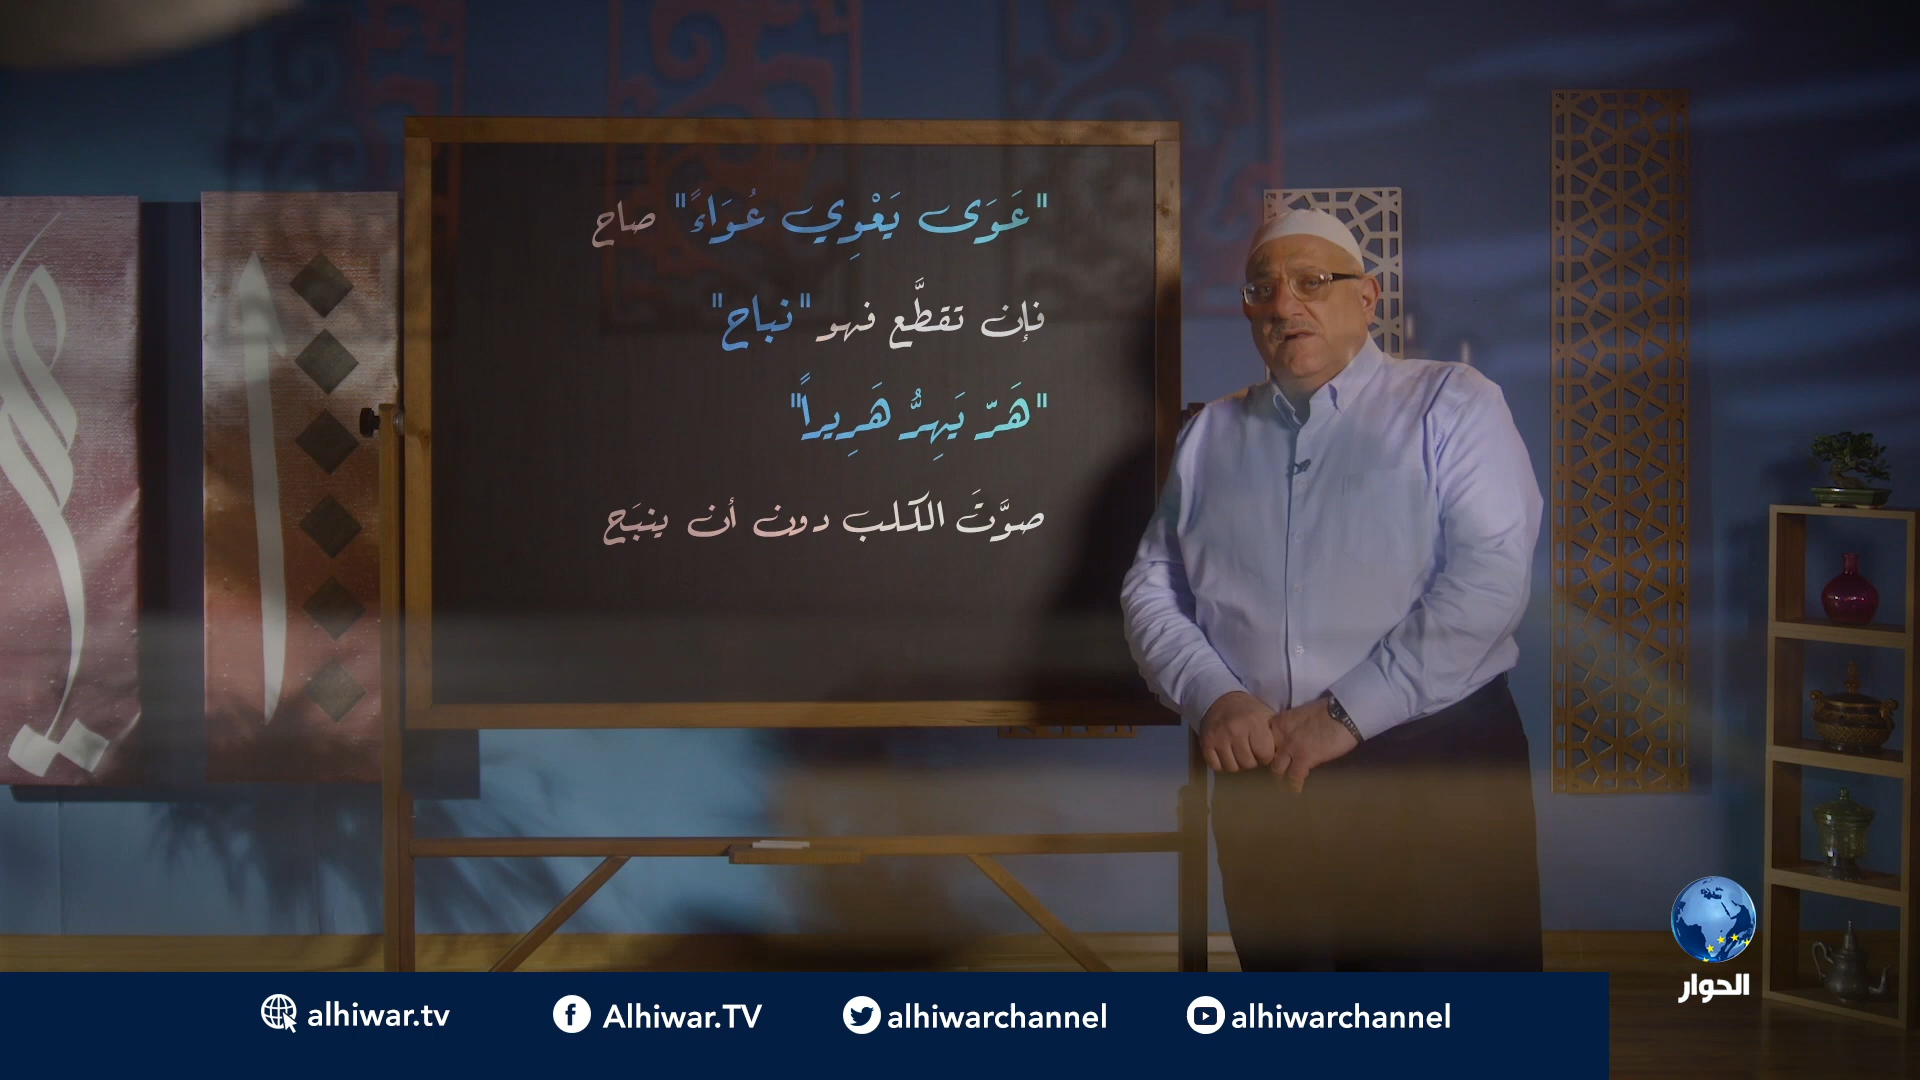 "عَوَى يَعْوِي عُوَاءً" صاح
فإن تقطَّع فهو "نباح"
"هَرّ يَهِرُّ هَرِيراً"
صوَّتَ الكلب دون أن ينبَح
الحوار
alhiwar.tv
Alhiwar.TV
alhiwarchannel
alhiwarchannel